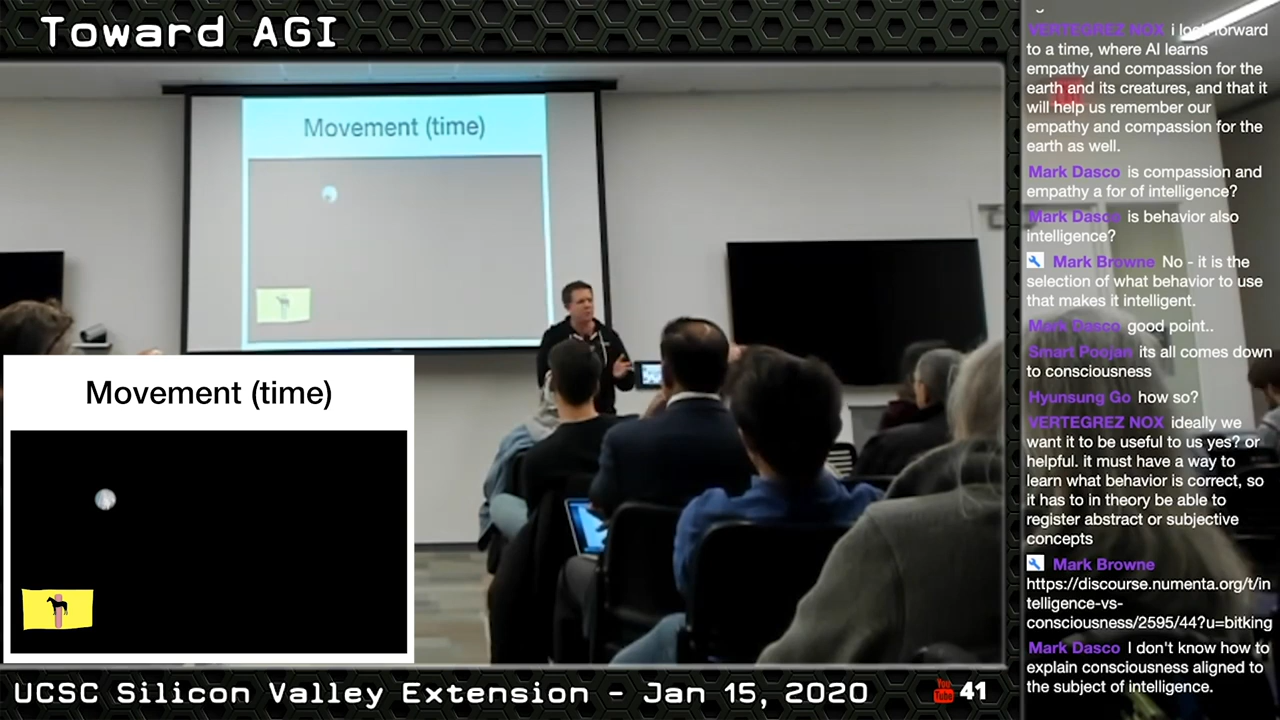 Toward AGI
Movement (time)
Movement (time)
UCSC Silicon Valley Extension - Jan 15, 2020
You
Tube
41
VERTEGREZ NOX i look forward
to a time, where AI learns
empathy and compassion for the
earth and its creatures, and that it
will help us remember our
empathy and compassion for the
earth as well.
Mark Dasco is compassion and
empathy a for of intelligence?
Mark Dasco is behavior also
intelligence?
Mark Browne No - it is the
selection of what behavior to use
that makes it intelligent.
Mark Dasco good point..
Smart Poojan its all comes down
to consciousness
Hyunsung Go how so?
VERTEGREZ NOX ideally we
want it to be useful to us yes? or
helpful. it must have a way to
learn what behavior is correct, so
it has to in theory be able to
register abstract or subjective
concepts
Mark Browne
https://discourse.numenta.org/t/in
telligence-vs-
consciousness/2595/44?u=bitking
Mark Dasco I don't know how to
explain consciousness aligned to
the subject of intelligence.